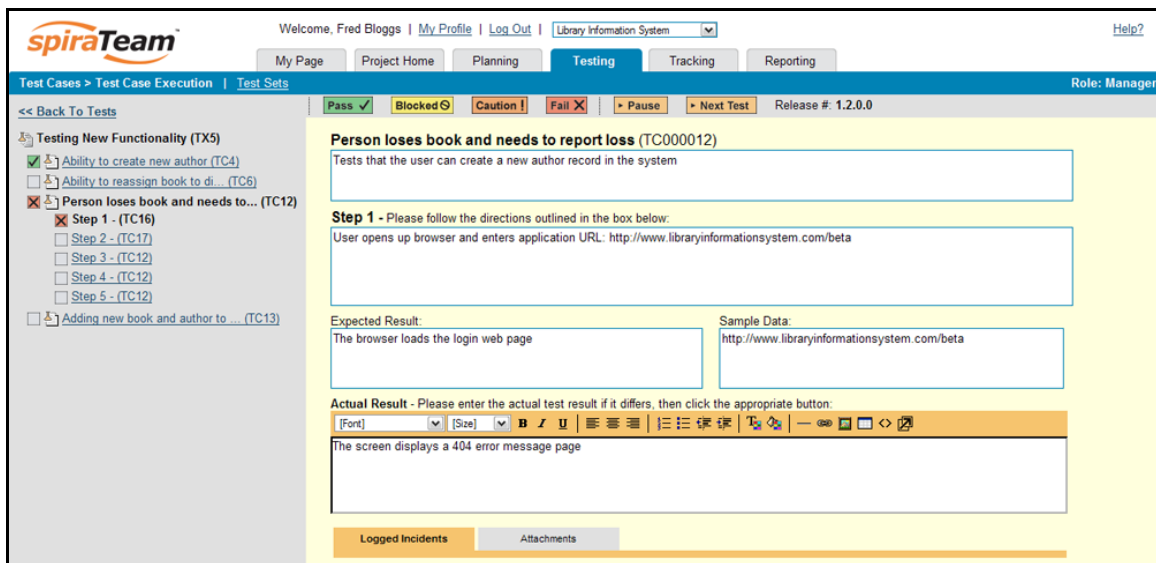 spiraTeam
Welcome, Fred Bloggs | My Profile | Log Out | Library Information System
Help?
My Page Project Home Planning Testing Tracking Reporting
Test Cases > Test Case Execution | Test Sets
Role: Manager
<< Back To Tests
Pass Blocked Caution ! Fail Pause Next Test Release #: 1.2.0.0
Testing New Functionality (TX5)
Ability to create new author (TC4)
Ability to reassign book to di... (TC6)
Person loses book and needs to... (TC12)
Step 1 - (TC16)
Step 2 - (TC17)
Step 3 - (TC12)
Step 4 - (TC12)
Step 5 - (TC12)
Adding new book and author to ... (TC13)
Person loses book and needs to report loss (TC000012)
Tests that the user can create a new author record in the system
Step 1 - Please follow the directions outlined in the box below:
User opens up browser and enters application URL: http://www.libraryinformationsystem.com/beta
Expected Result:
The browser loads the login web page
Sample Data:
http://www.libraryinformationsystem.com/beta
Actual Result - Please enter the actual test result if it differs, then click the appropriate button:
[Font] [Size] B I U
The screen displays a 404 error message page
Logged Incidents Attachments